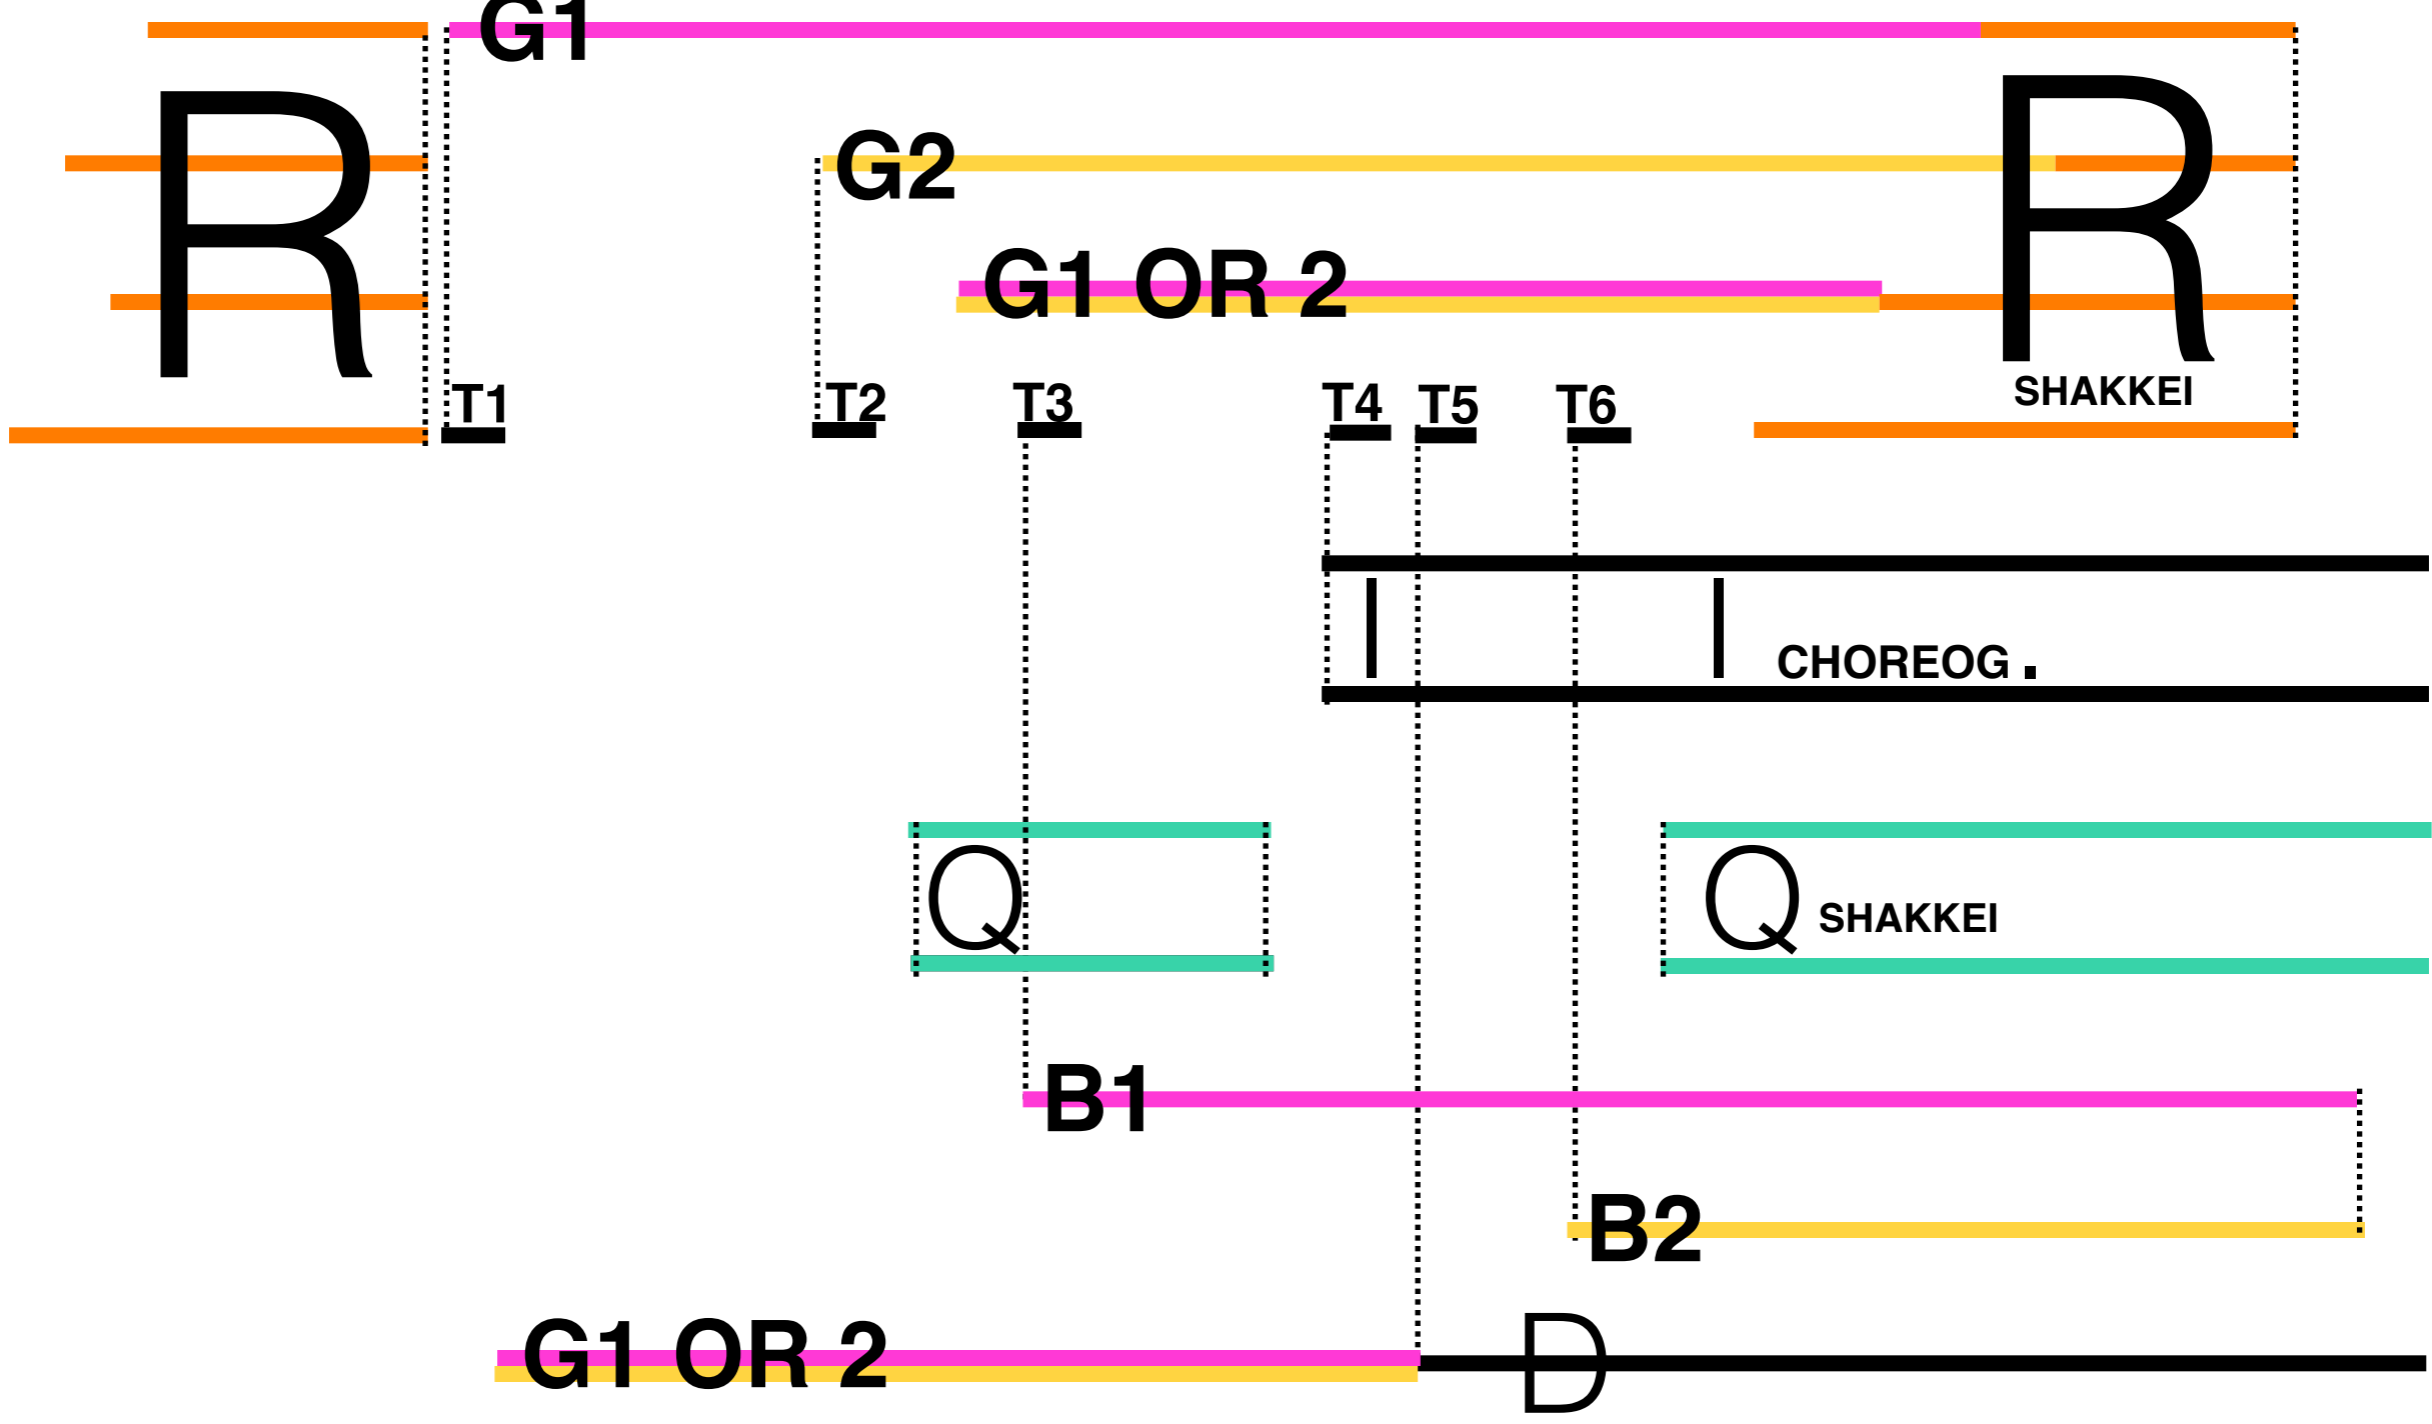 G1
R
G2
R
G1 OR 2
SHAKKEI
T1
T2
T3
T4
T5
T6
I
I CHOREOG.
Q
Q SHAKKEI
B1
B2
G1 OR 2
D